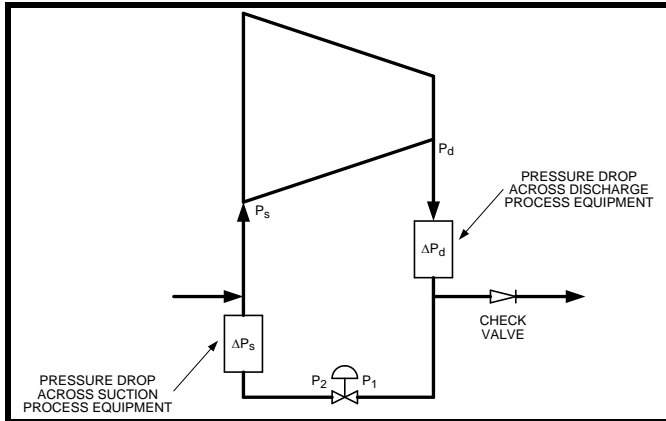 Pd
Ps
PRESSURE DROP
ACROSS DISCHARGE
PROCESS EQUIPMENT
ΔPd
CHECK
VALVE
ΔPs
P2
P1
PRESSURE DROP
ACROSS SUCTION
PROCESS EQUIPMENT